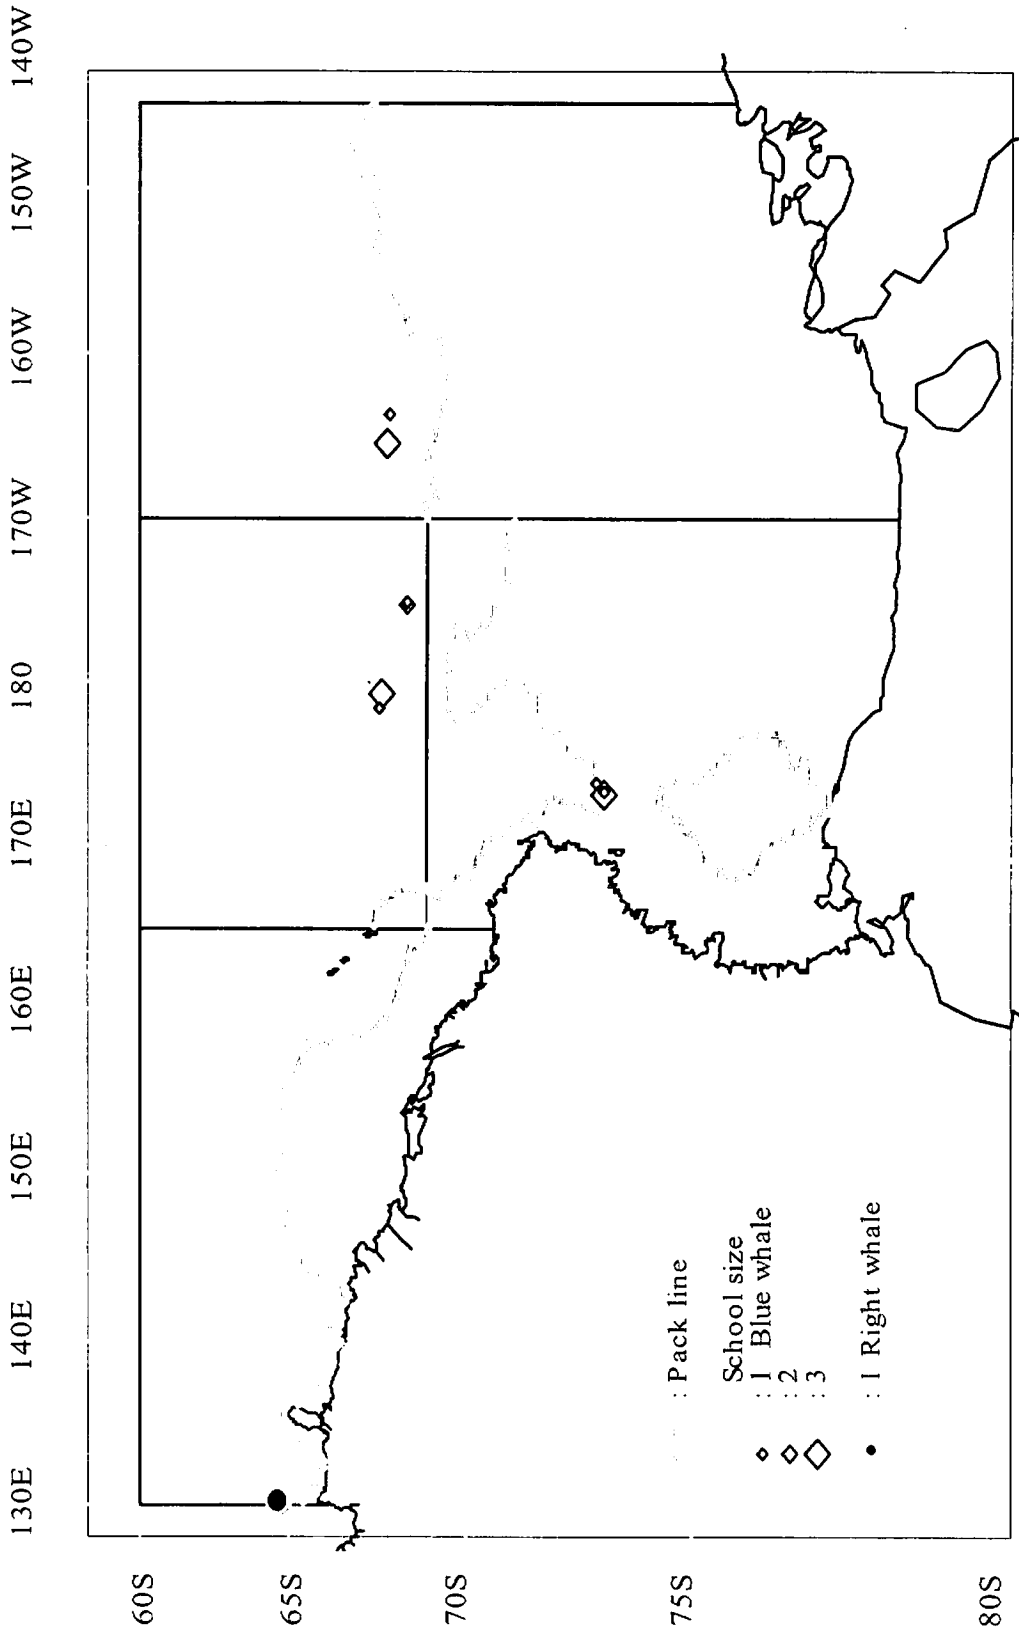 130E 140E 150E 160E 170E 180 170W 160W 150W 140W
60S
65S
70S
75S
80S
: Pack line
School size
: 1 Blue whale
: 2
: 3
: 1 Right whale